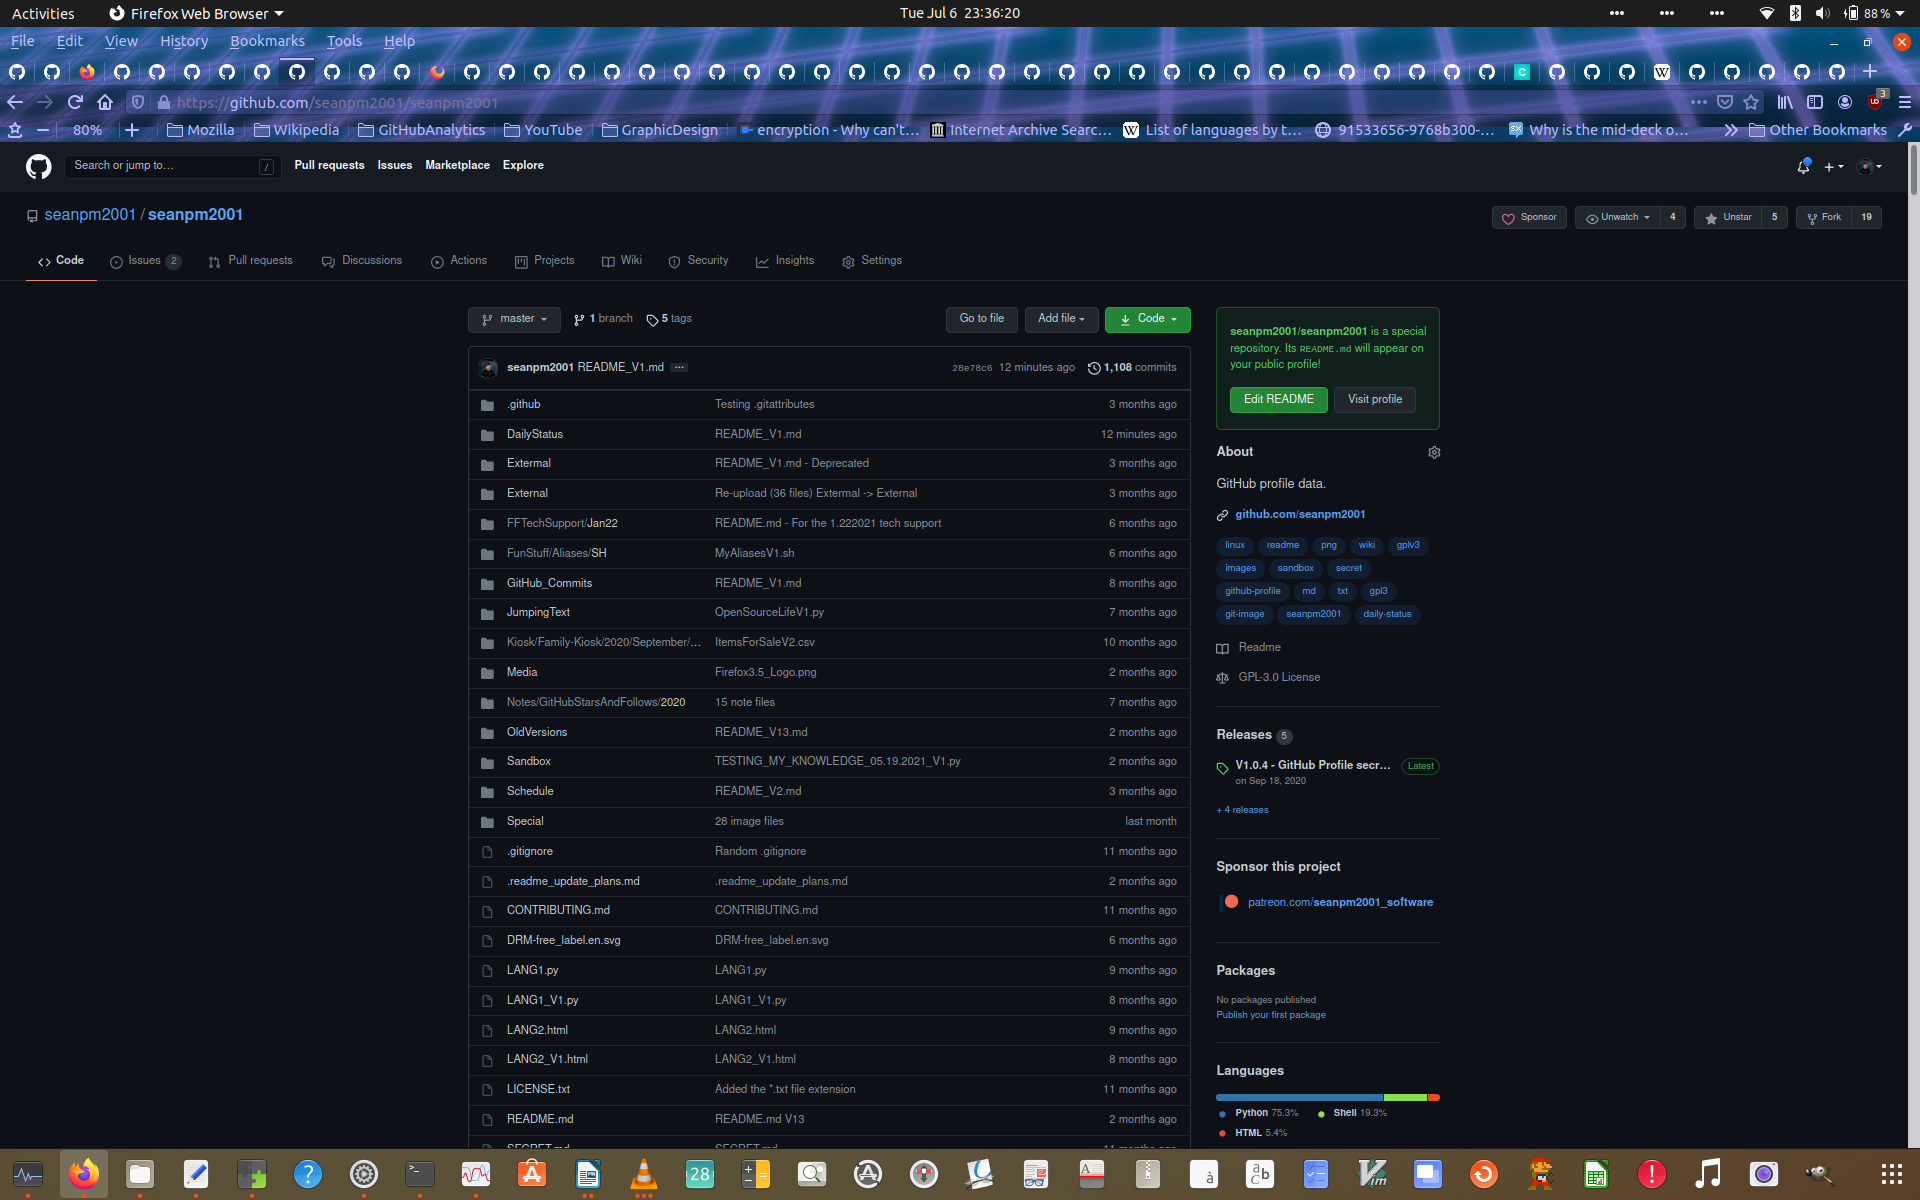 Activities Firefox Web Browser Tue Jul 6 23:36:20 88 %
File Edit View History Bookmarks Tools Help
https://github.com/seanpm2001/seanpm2001 3
80% Mozilla Wikipedia GitHubAnalytics YouTube GraphicDesign encryption - Why can't… Internet Archive Searc… List of languages by t… 91533656-9768b300-… Why is the mid-deck o… Other Bookmarks
Search or jump to… / Pull requests Issues Marketplace Explore
seanpm2001 / seanpm2001 Sponsor Unwatch 4 Unstar 5 Fork 19
Code Issues 2 Pull requests Discussions Actions Projects Wiki Security Insights Settings
master 1 branch 5 tags Go to file Add file Code
seanpm2001 README_V1.md ... 28e78c6 12 minutes ago 1,108 commits
.github Testing .gitattributes 3 months ago
DailyStatus README_V1.md 12 minutes ago
Extermal README_V1.md - Deprecated 3 months ago
External Re-upload (36 files) Extermal -> External 3 months ago
FFTechSupport/Jan22 README.md - For the 1.222021 tech support 6 months ago
FunStuff/Aliases/SH MyAliasesV1.sh 6 months ago
GitHub_Commits README_V1.md 8 months ago
JumpingText OpenSourceLifeV1.py 7 months ago
Kiosk/Family-Kiosk/2020/September/… ItemsForSaleV2.csv 10 months ago
Media Firefox3.5_Logo.png 2 months ago
Notes/GitHubStarsAndFollows/2020 15 note files 7 months ago
OldVersions README_V13.md 2 months ago
Sandbox TESTING_MY_KNOWLEDGE_05.19.2021_V1.py 2 months ago
Schedule README_V2.md 3 months ago
Special 28 image files last month
.gitignore Random .gitignore 11 months ago
.readme_update_plans.md .readme_update_plans.md 2 months ago
CONTRIBUTING.md CONTRIBUTING.md 11 months ago
DRM-free_label.en.svg DRM-free_label.en.svg 6 months ago
LANG1.py LANG1.py 9 months ago
LANG1_V1.py LANG1_V1.py 8 months ago
LANG2.html LANG2.html 9 months ago
LANG2_V1.html LANG2_V1.html 8 months ago
LICENSE.txt Added the *.txt file extension 11 months ago
README.md README.md V13 2 months ago
SECRET.md SECRET.md 11 months ago
seanpm2001/seanpm2001 is a special
repository. Its README.md will appear on
your public profile!
Edit README Visit profile
About
GitHub profile data.
github.com/seanpm2001
linux readme png wiki gplv3
images sandbox secret
github-profile md txt gpl3
git-image seanpm2001 daily-status
Readme
GPL-3.0 License
Releases 5
V1.0.4 - GitHub Profile secr... Latest
on Sep 18, 2020
+ 4 releases
Sponsor this project
patreon.com/seanpm2001_software
Packages
No packages published
Publish your first package
Languages
Python 75.3% Shell 19.3%
HTML 5.4%